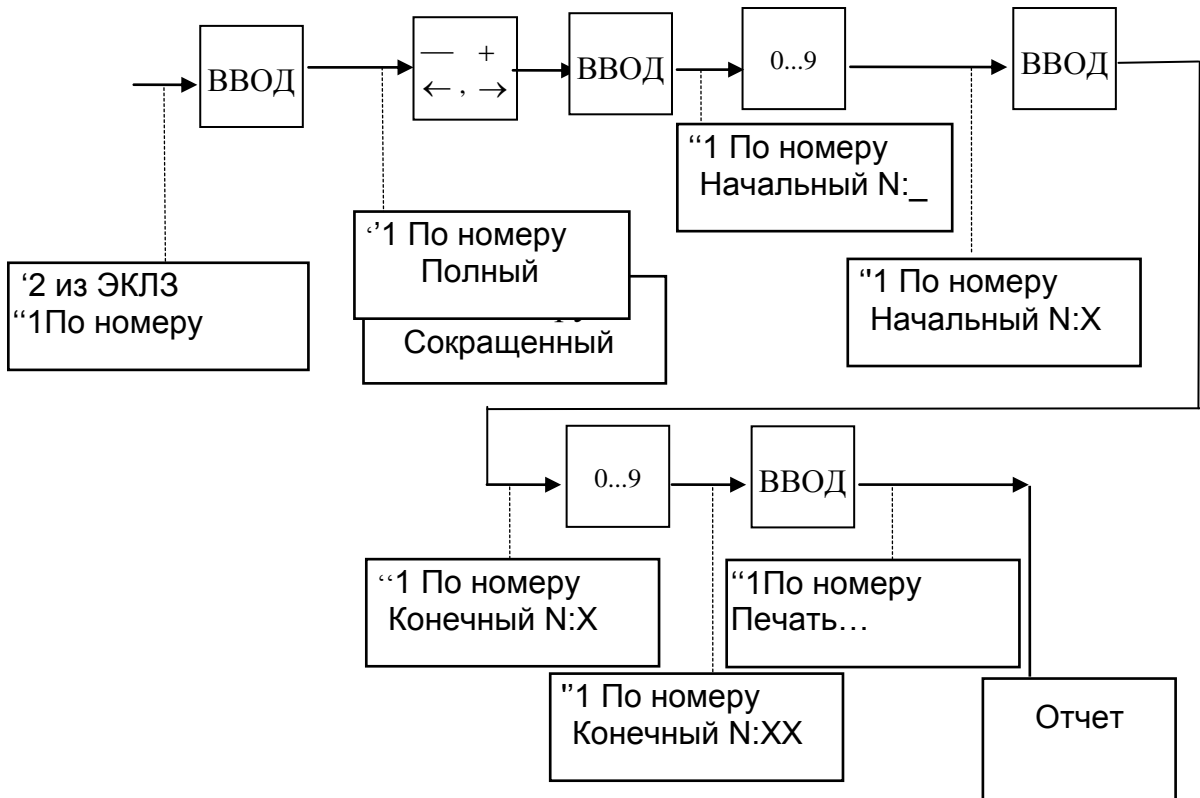 ВВОД
— +
← , →
ВВОД
0...9
ВВОД
“1 По номеру
Начальный N:_
‘’1 По номеру
Полный
Сокращенный
‘2 из ЭКЛЗ
“1По номеру
‘'1 По номеру
Начальный N:X
0...9
ВВОД
“1 По номеру
Конечный N:X
“1По номеру
Печать…
"1 По номеру
Конечный N:XX
Отчет